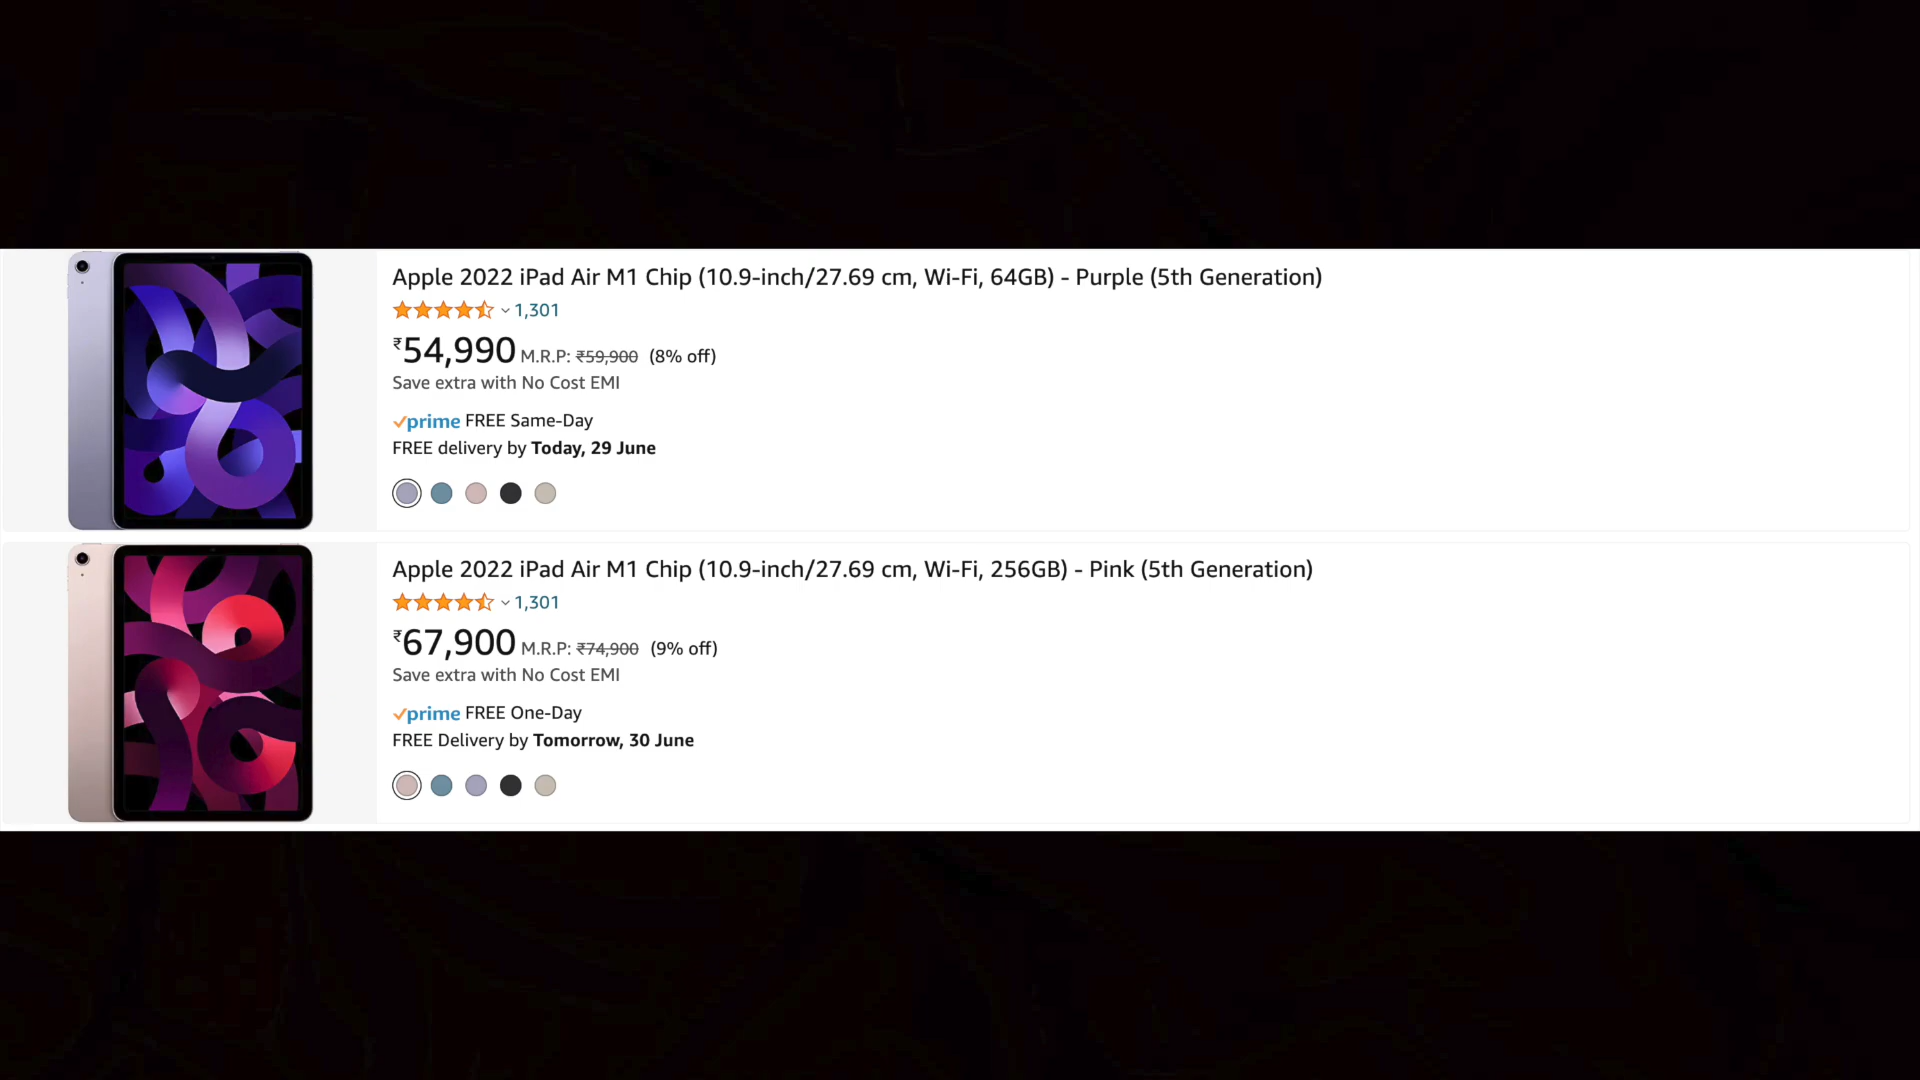 Apple 2022 iPad Air M1 Chip (10.9-inch/27.69 cm, Wi-Fi, 64GB) - Purple (5th Generation)
1,301
₹54,990 M.R.P: ₹59,900 (8% off)
Save extra with No Cost EMI
prime FREE Same-Day
FREE delivery by Today, 29 June
Apple 2022 iPad Air M1 Chip (10.9-inch/27.69 cm, Wi-Fi, 256GB) - Pink (5th Generation)
1,301
₹67,900 M.R.P: ₹74,900 (9% off)
Save extra with No Cost EMI
prime FREE One-Day
FREE Delivery by Tomorrow, 30 June